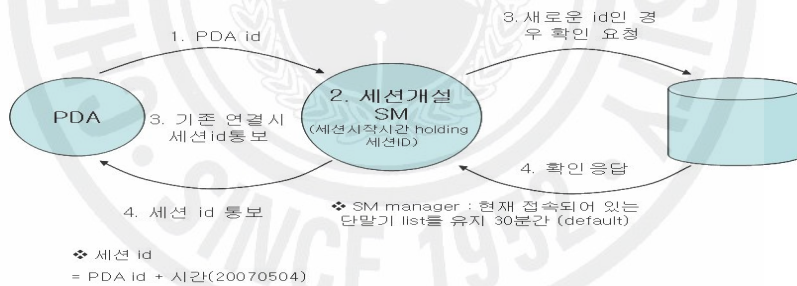 1. PDA id
3. 새로운 id인 경
우 확인 요청
PDA
2. 세션개설
SM
(세션시작시간 holding
세션ID)
3. 기존 연결시
세션id통보
4. 확인응답
4. 세션 id 통보
❖ SM manager : 현재 접속되어 있는
단말기 list를 유지 30분간 (default)
❖ 세션 id
= PDA id + 시간(20070504)
SINCE 1952